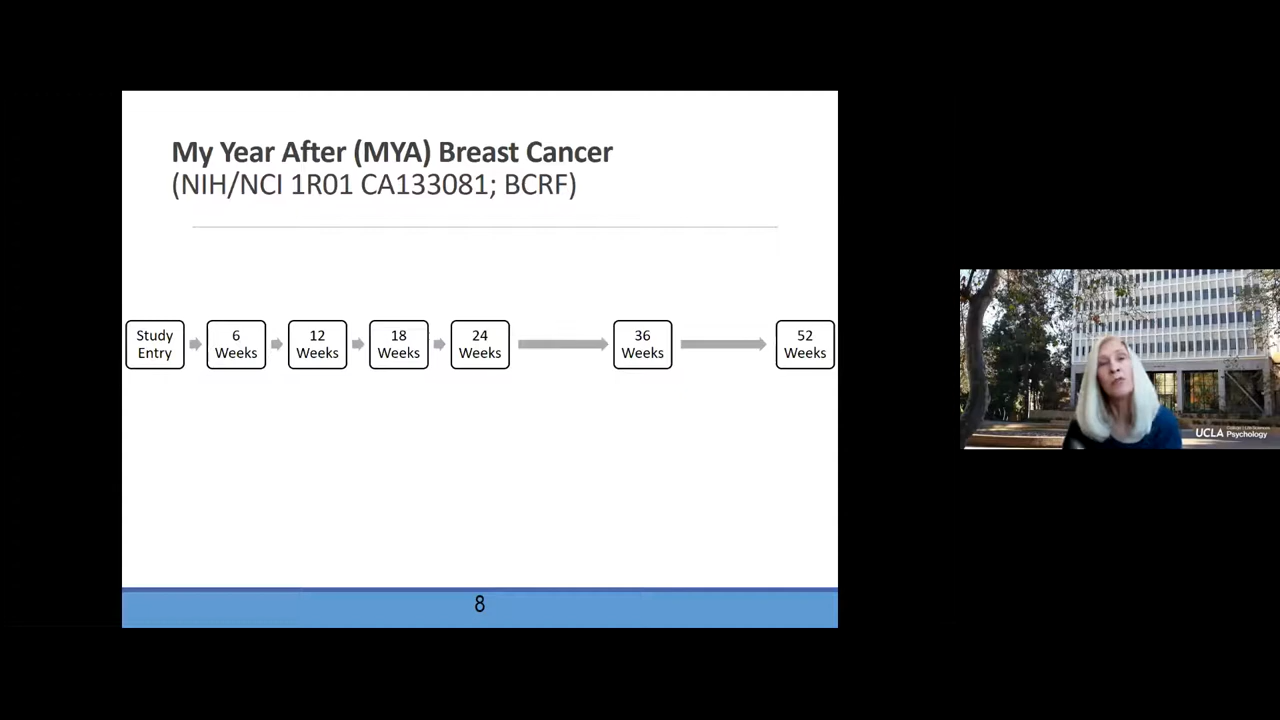 My Year After (MYA) Breast Cancer
(NIH/NCI 1R01 CA133081; BCRF)
Study
Entry
6
Weeks
12
Weeks
18
Weeks
24
Weeks
36
Weeks
52
Weeks
8
UCLA Psychology